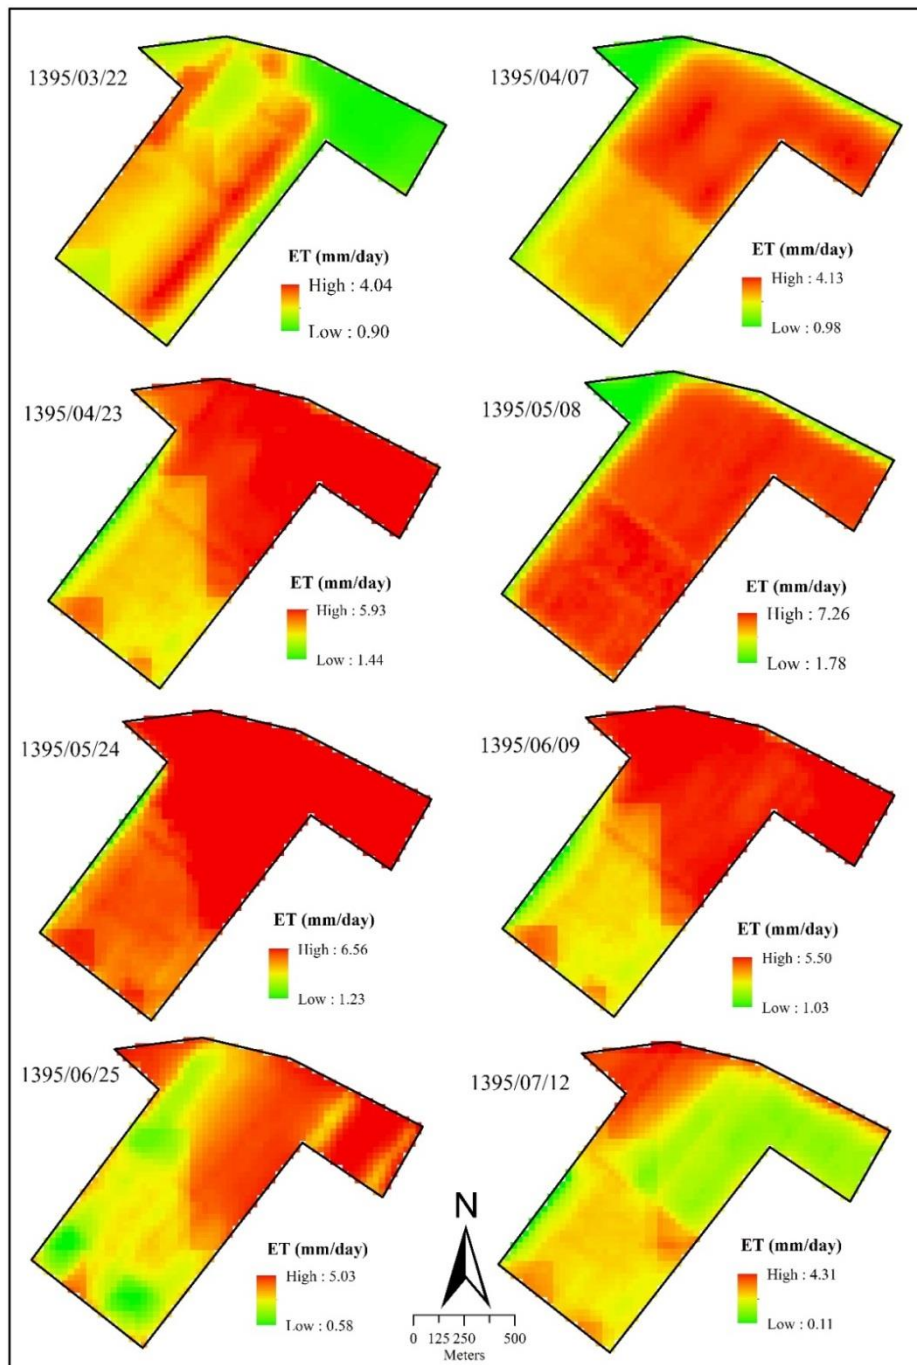 1395/03/22
ET (mm/day)
High : 4.04
Low : 0.90
1395/04/07
ET (mm/day)
High : 4.13
Low : 0.98
1395/04/23
ET (mm/day)
High : 5.93
Low : 1.44
1395/05/08
ET (mm/day)
High : 7.26
Low : 1.78
1395/05/24
ET (mm/day)
High : 6.56
Low : 1.23
1395/06/09
ET (mm/day)
High : 5.50
Low : 1.03
1395/06/25
ET (mm/day)
High : 5.03
Low : 0.58
1395/07/12
ET (mm/day)
High : 4.31
Low : 0.11
N
0 125 250 500
Meters